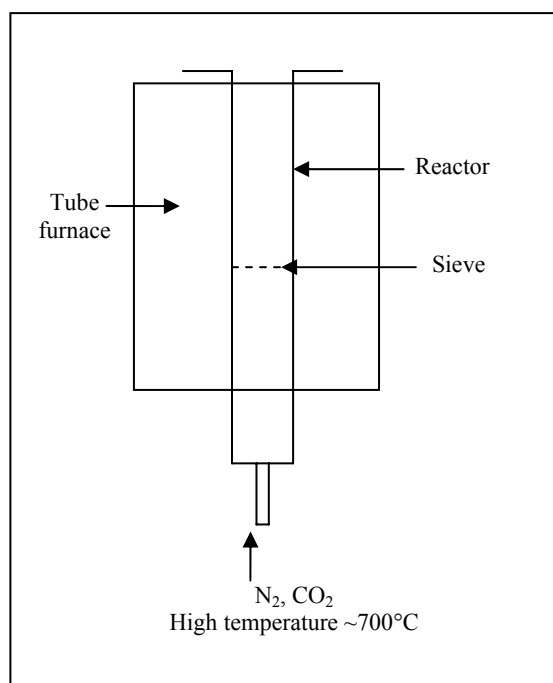 Reactor
Tube
furnace
Sieve
N₂, CO₂
High temperature ~700°C